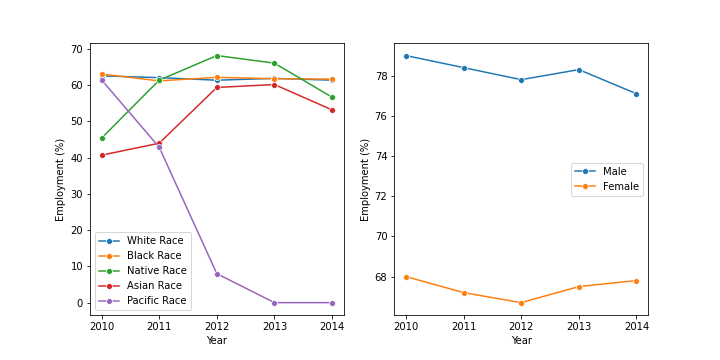 70
60
50
40
30
20
10
0
Employment (%)
White Race
Black Race
Native Race
Asian Race
Pacific Race
2010 2011 2012 2013 2014
Year
78
76
74
72
70
68
Employment (%)
Male
Female
2010 2011 2012 2013 2014
Year